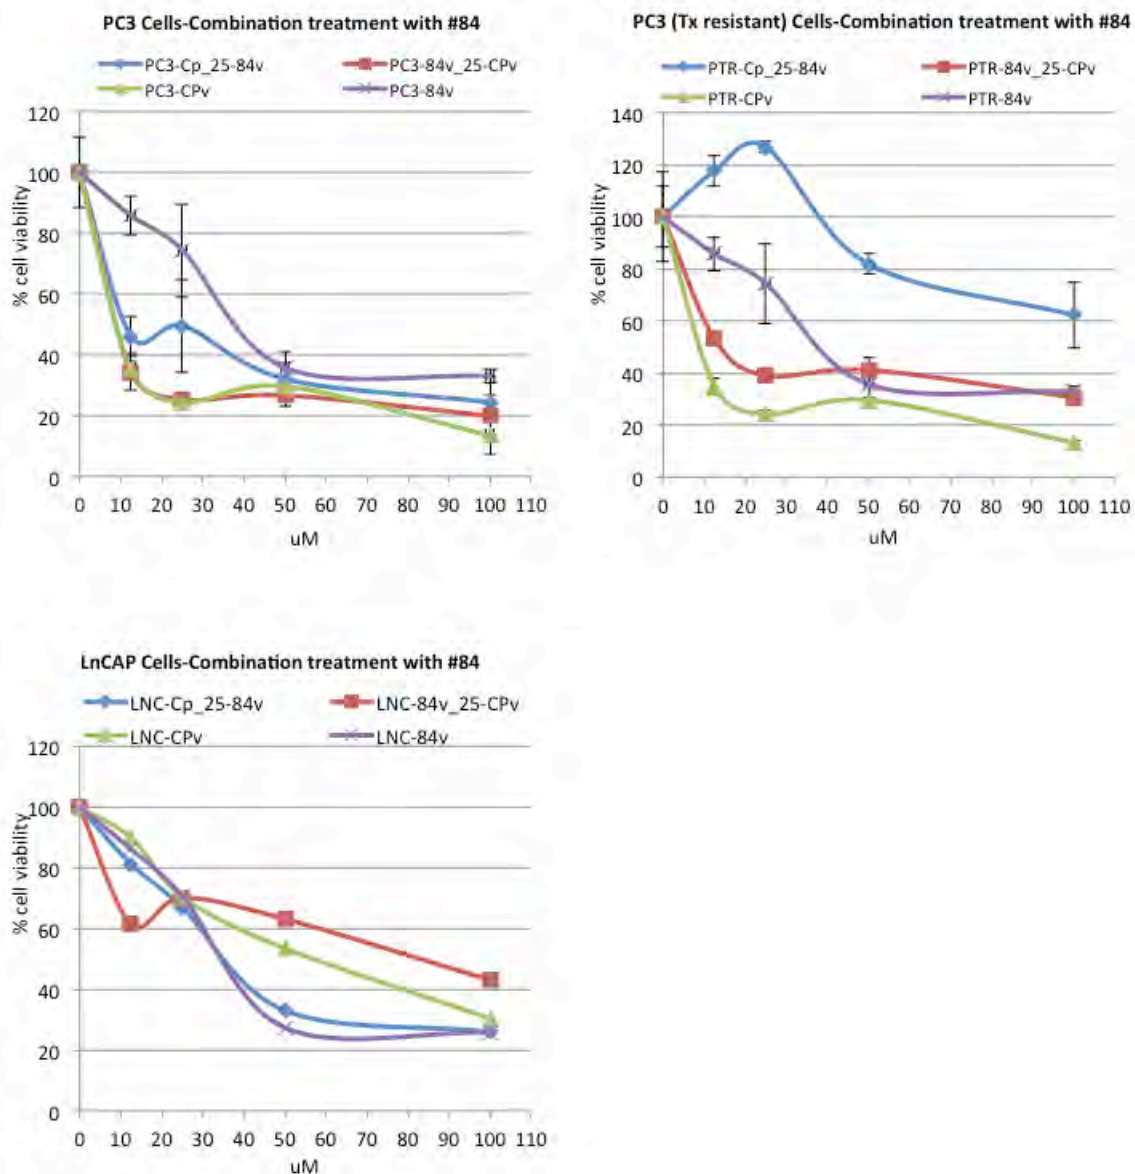 PC3 Cells-Combination treatment with #84
PC3-Cp_25-84v PC3-84v_25-CPv
PC3-CPv PC3-84v
120
100
80
60
40
20
0
% cell viability
0 10 20 30 40 50 60 70 80 90 100 110
uM
PC3 (Tx resistant) Cells-Combination treatment with #84
PTR-Cp_25-84v PTR-84v_25-CPv
PTR-CPv PTR-84v
140
120
100
80
60
40
20
0
% cell viability
0 10 20 30 40 50 60 70 80 90 100 110
uM
LnCAP Cells-Combination treatment with #84
LNC-Cp_25-84v LNC-84v_25-CPv
LNC-CPv LNC-84v
120
100
80
60
40
20
0
% cell viability
0 10 20 30 40 50 60 70 80 90 100 110
uM